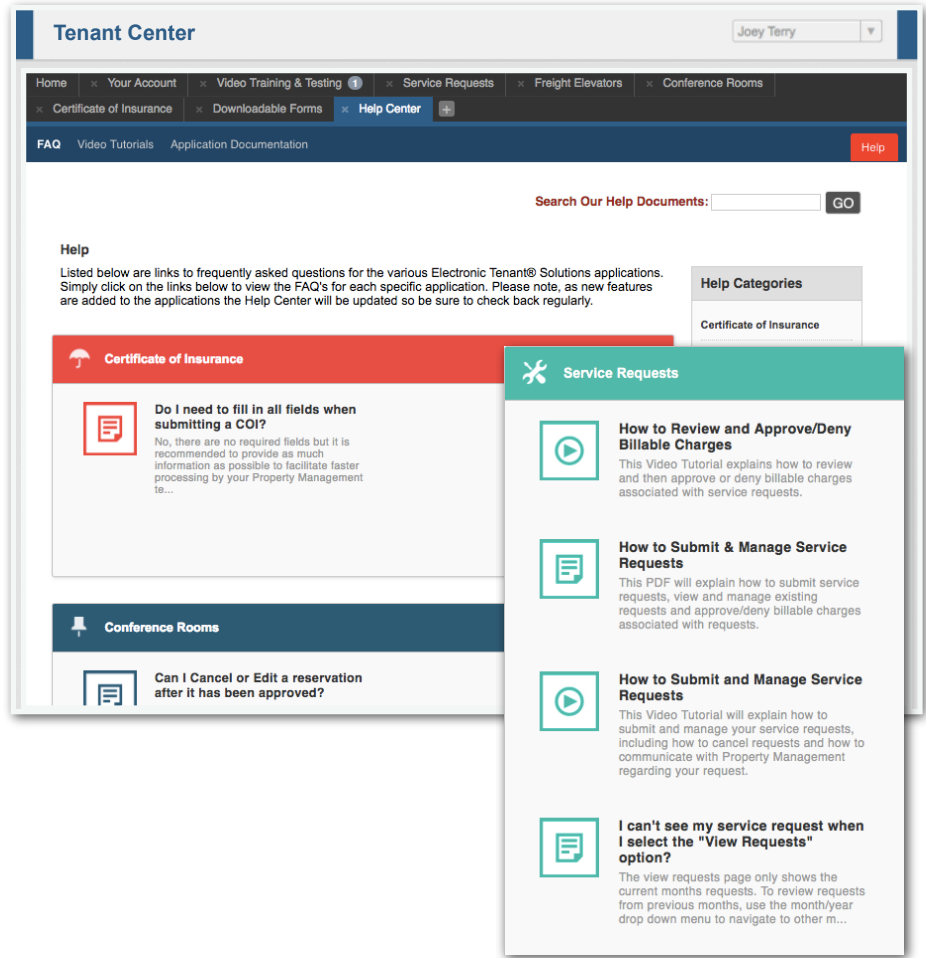 Tenant Center
Joey Terry
Home
Your Account
Video Training & Testing 1
Service Requests
Freight Elevators
Conference Rooms
Certificate of Insurance
Downloadable Forms
Help Center
FAQ
Video Tutorials
Application Documentation
Help
Search Our Help Documents:
GO
Help
Listed below are links to frequently asked questions for the various Electronic Tenant® Solutions applications.
Simply click on the links below to view the FAQ's for each specific application. Please note, as new features
are added to the applications the Help Center will be updated so be sure to check back regularly.
Help Categories
Certificate of Insurance
Certificate of Insurance
Do I need to fill in all fields when
submitting a COI?
No, there are no required fields but it is
recommended to provide as much
information as possible to facilitate faster
processing by your Property Management
te...
Conference Rooms
Can I Cancel or Edit a reservation
after it has been approved?
Service Requests
How to Review and Approve/Deny
Billable Charges
This Video Tutorial explains how to review
and then approve or deny billable charges
associated with service requests.
How to Submit & Manage Service
Requests
This PDF will explain how to submit service
requests, view and manage existing
requests and approve/deny billable charges
associated with requests.
How to Submit and Manage Service
Requests
This Video Tutorial will explain how to
submit and manage your service requests,
including how to cancel requests and how to
communicate with Property Management
regarding your request.
I can't see my service request when
I select the "View Requests"
option?
The view requests page only shows the
current months requests. To review requests
from previous months, use the month/year
drop down menu to navigate to other m...